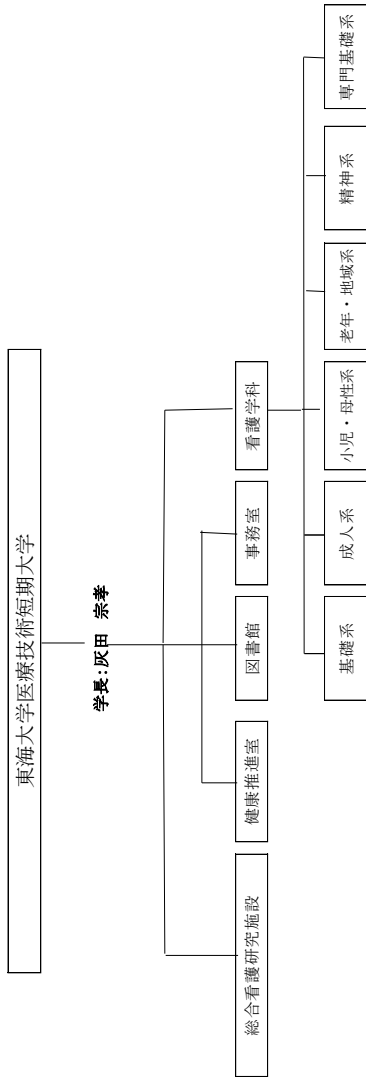 東海大学医療技術短期大学
学長：灰田　宗孝
総合看護研究施設
健康推進室
図書館
事務室
看護学科
基礎系
成人系
小児・母性系
老年・地域系
精神系
専門基礎系